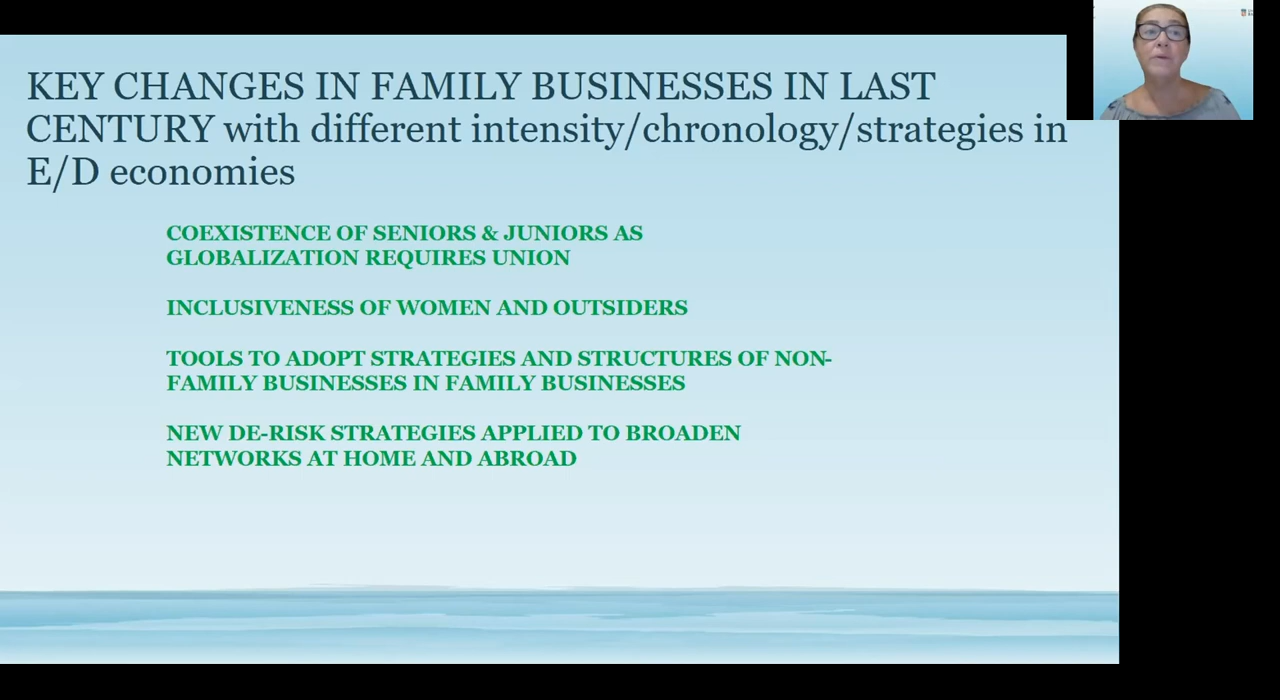 KEY CHANGES IN FAMILY BUSINESSES IN LAST
CENTURY with different intensity/chronology/strategies in
E/D economies
COEXISTENCE OF SENIORS & JUNIORS AS
GLOBALIZATION REQUIRES UNION
INCLUSIVENESS OF WOMEN AND OUTSIDERS
TOOLS TO ADOPT STRATEGIES AND STRUCTURES OF NON-
FAMILY BUSINESSES IN FAMILY BUSINESSES
NEW DE-RISK STRATEGIES APPLIED TO BROADEN
NETWORKS AT HOME AND ABROAD